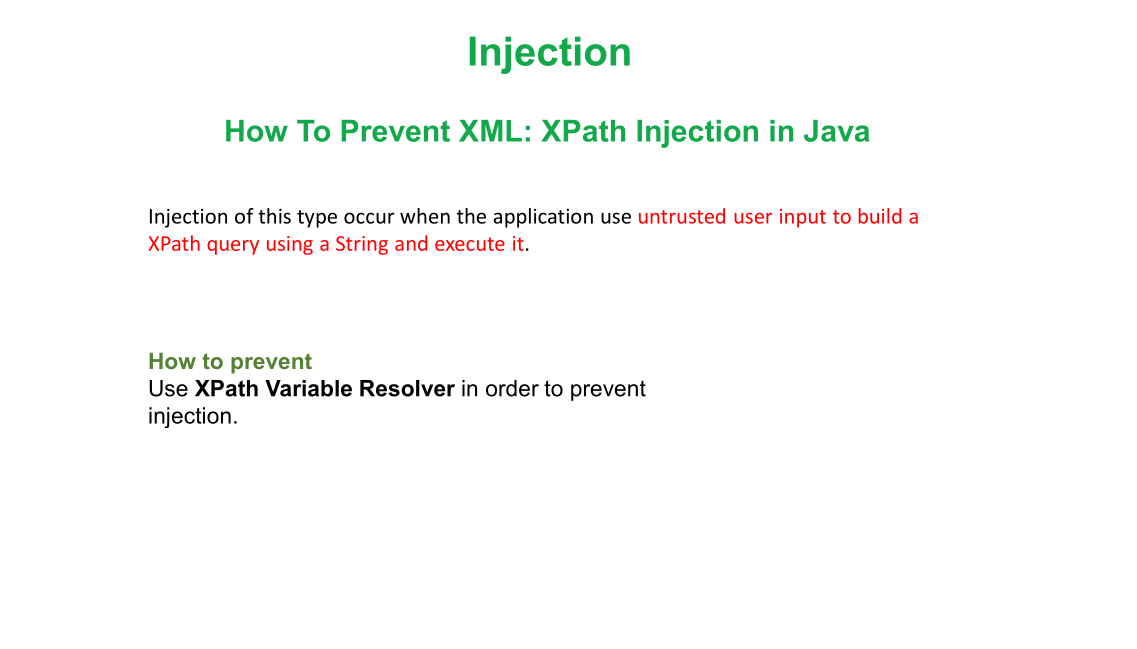 Injection
How To Prevent XML: XPath Injection in Java
Injection of this type occur when the application use untrusted user input to build a
XPath query using a String and execute it.
How to prevent
Use XPath Variable Resolver in order to prevent
injection.